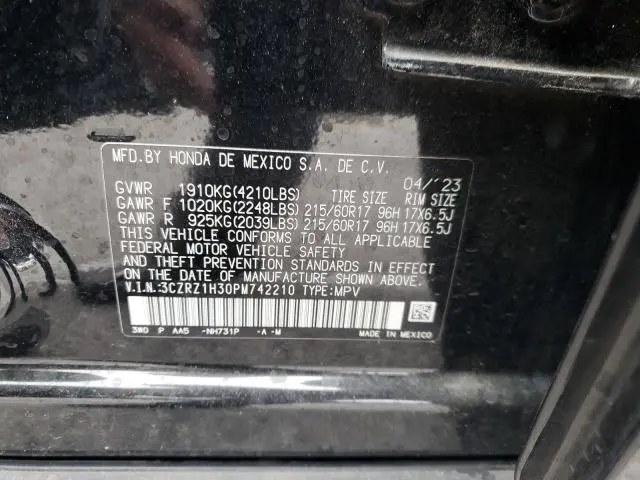 MFD.BY HONDA DE MEXICO S.A. DE C.V.
04/'23
GVWR 1910KG(4210LBS) TIRE SIZE RIM SIZE
GAWR F 1020KG(2248LBS) 215/60R17 96H 17X6.5J
GAWR R 925KG(2039LBS) 215/60R17 96H 17X6.5J
THIS VEHICLE CONFORMS TO ALL APPLICABLE
FEDERAL MOTOR VEHICLE SAFETY
AND THEFT PREVENTION STANDARDS IN EFFECT
ON THE DATE OF MANUFACTURE SHOWN ABOVE.
V.I.N.:3CZRZ1H30PM742210 TYPE:MPV
3W0 P AA5 -NH731P -A -M MADE IN MEXICO